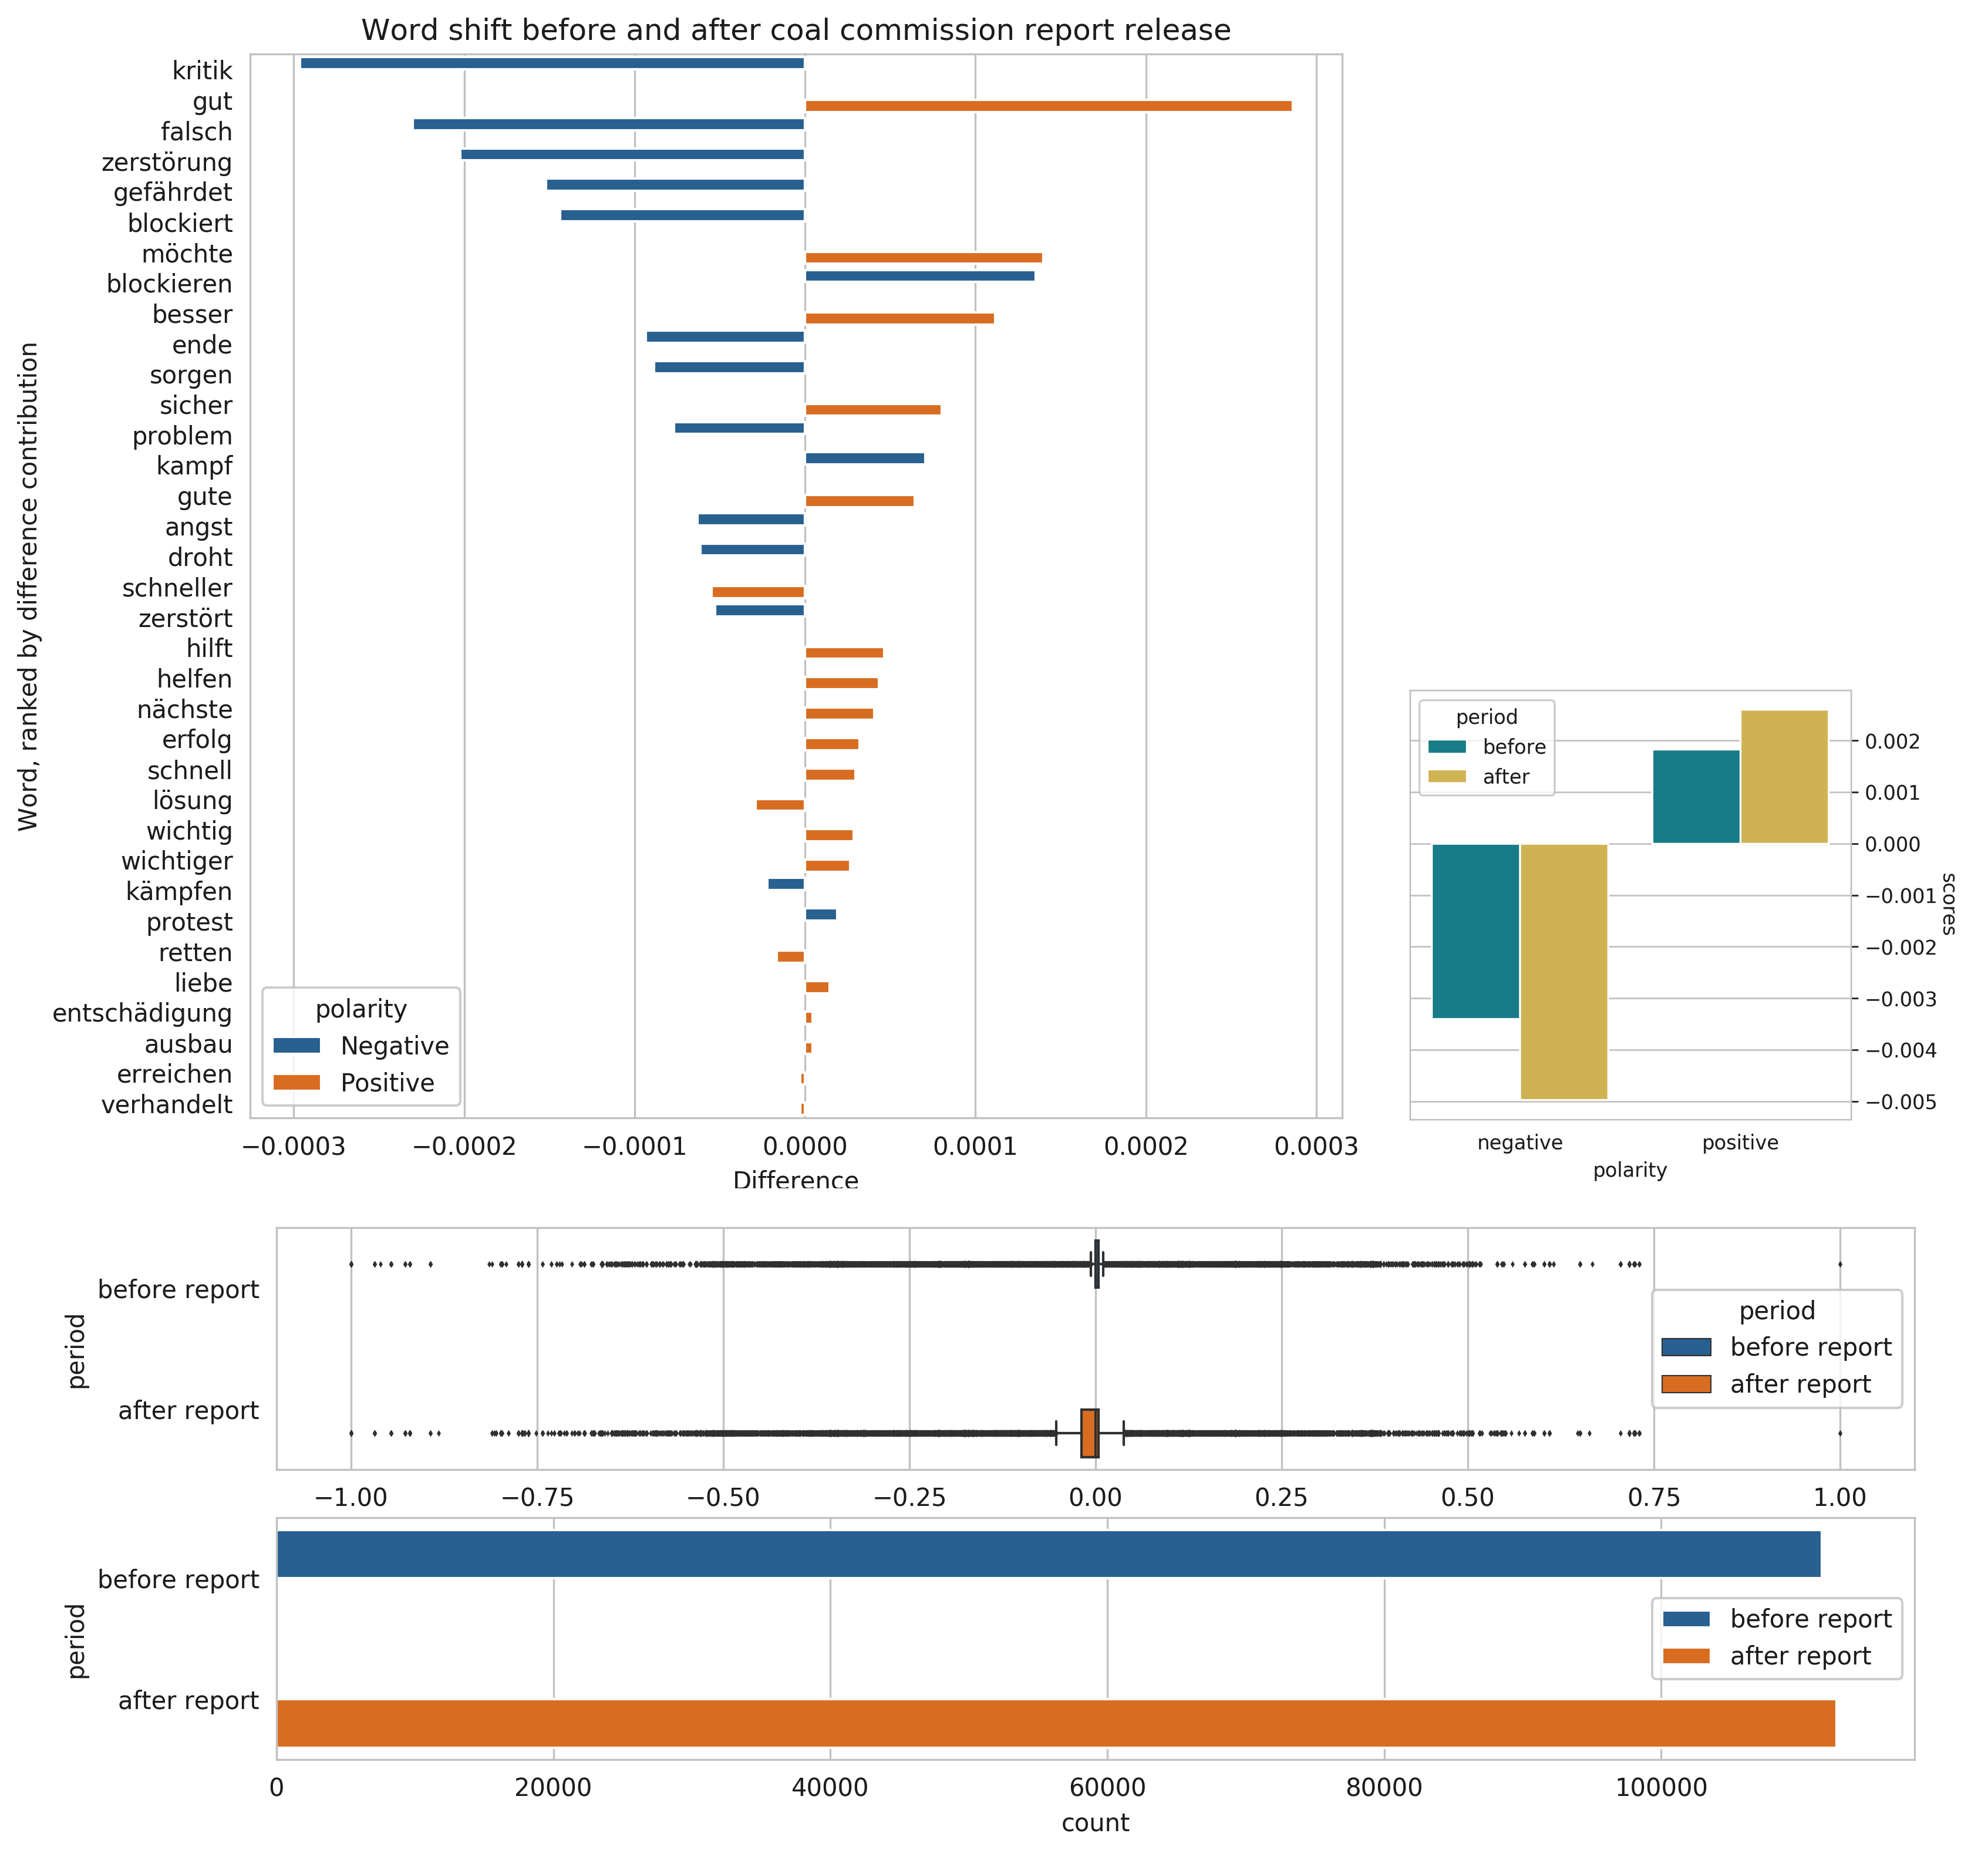 Word shift before and after coal commission report release
Word, ranked by difference contribution
kritik
gut
falsch
zerstörung
gefährdet
blockiert
möchte
blockieren
besser
ende
sorgen
sicher
problem
kampf
gute
angst
droht
schneller
zerstört
hilft
helfen
nächste
erfolg
schnell
lösung
wichtig
wichtiger
kämpfen
protest
retten
liebe
entschädigung
ausbau
erreichen
verhandelt
polarity
Negative
Positive
−0.0003 −0.0002 −0.0001 0.0000 0.0001 0.0002 0.0003
Difference
period
before
after
0.002
0.001
0.000
−0.001
−0.002
−0.003
−0.004
−0.005
scores
negative positive
polarity
period
before report
after report
period
before report
after report
−1.00 −0.75 −0.50 −0.25 0.00 0.25 0.50 0.75 1.00
period
before report
after report
before report
after report
0 20000 40000 60000 80000 100000
count